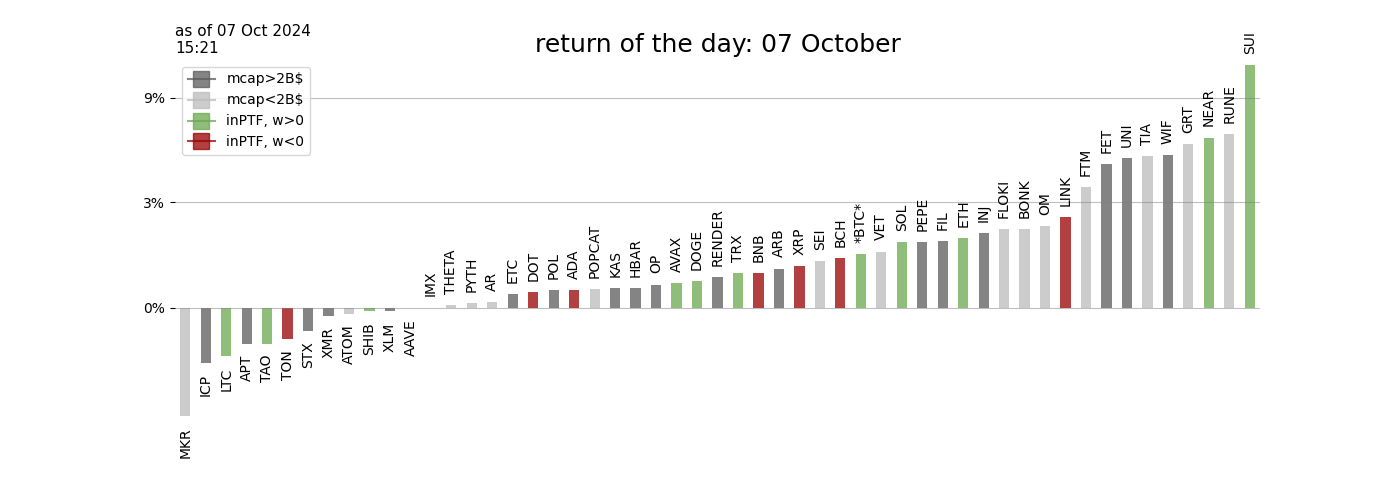 as of 07 Oct 2024
15:21
return of the day: 07 October
mcap>2B$
mcap<2B$
inPTF, w>0
inPTF, w<0
9%
3%
0%
MKR
ICP
LTC
APT
TAO
TON
STX
XMR
ATOM
SHIB
XLM
AAVE
IMX
THETA
PYTH
AR
ETC
DOT
POL
ADA
POPCAT
KAS
HBAR
OP
AVAX
DOGE
RENDER
TRX
BNB
ARB
XRP
SEI
BCH
*BTC*
VET
SOL
PEPE
FIL
ETH
INJ
FLOKI
BONK
OM
LINK
FTM
FET
UNI
TIA
WIF
GRT
NEAR
RUNE
SUI